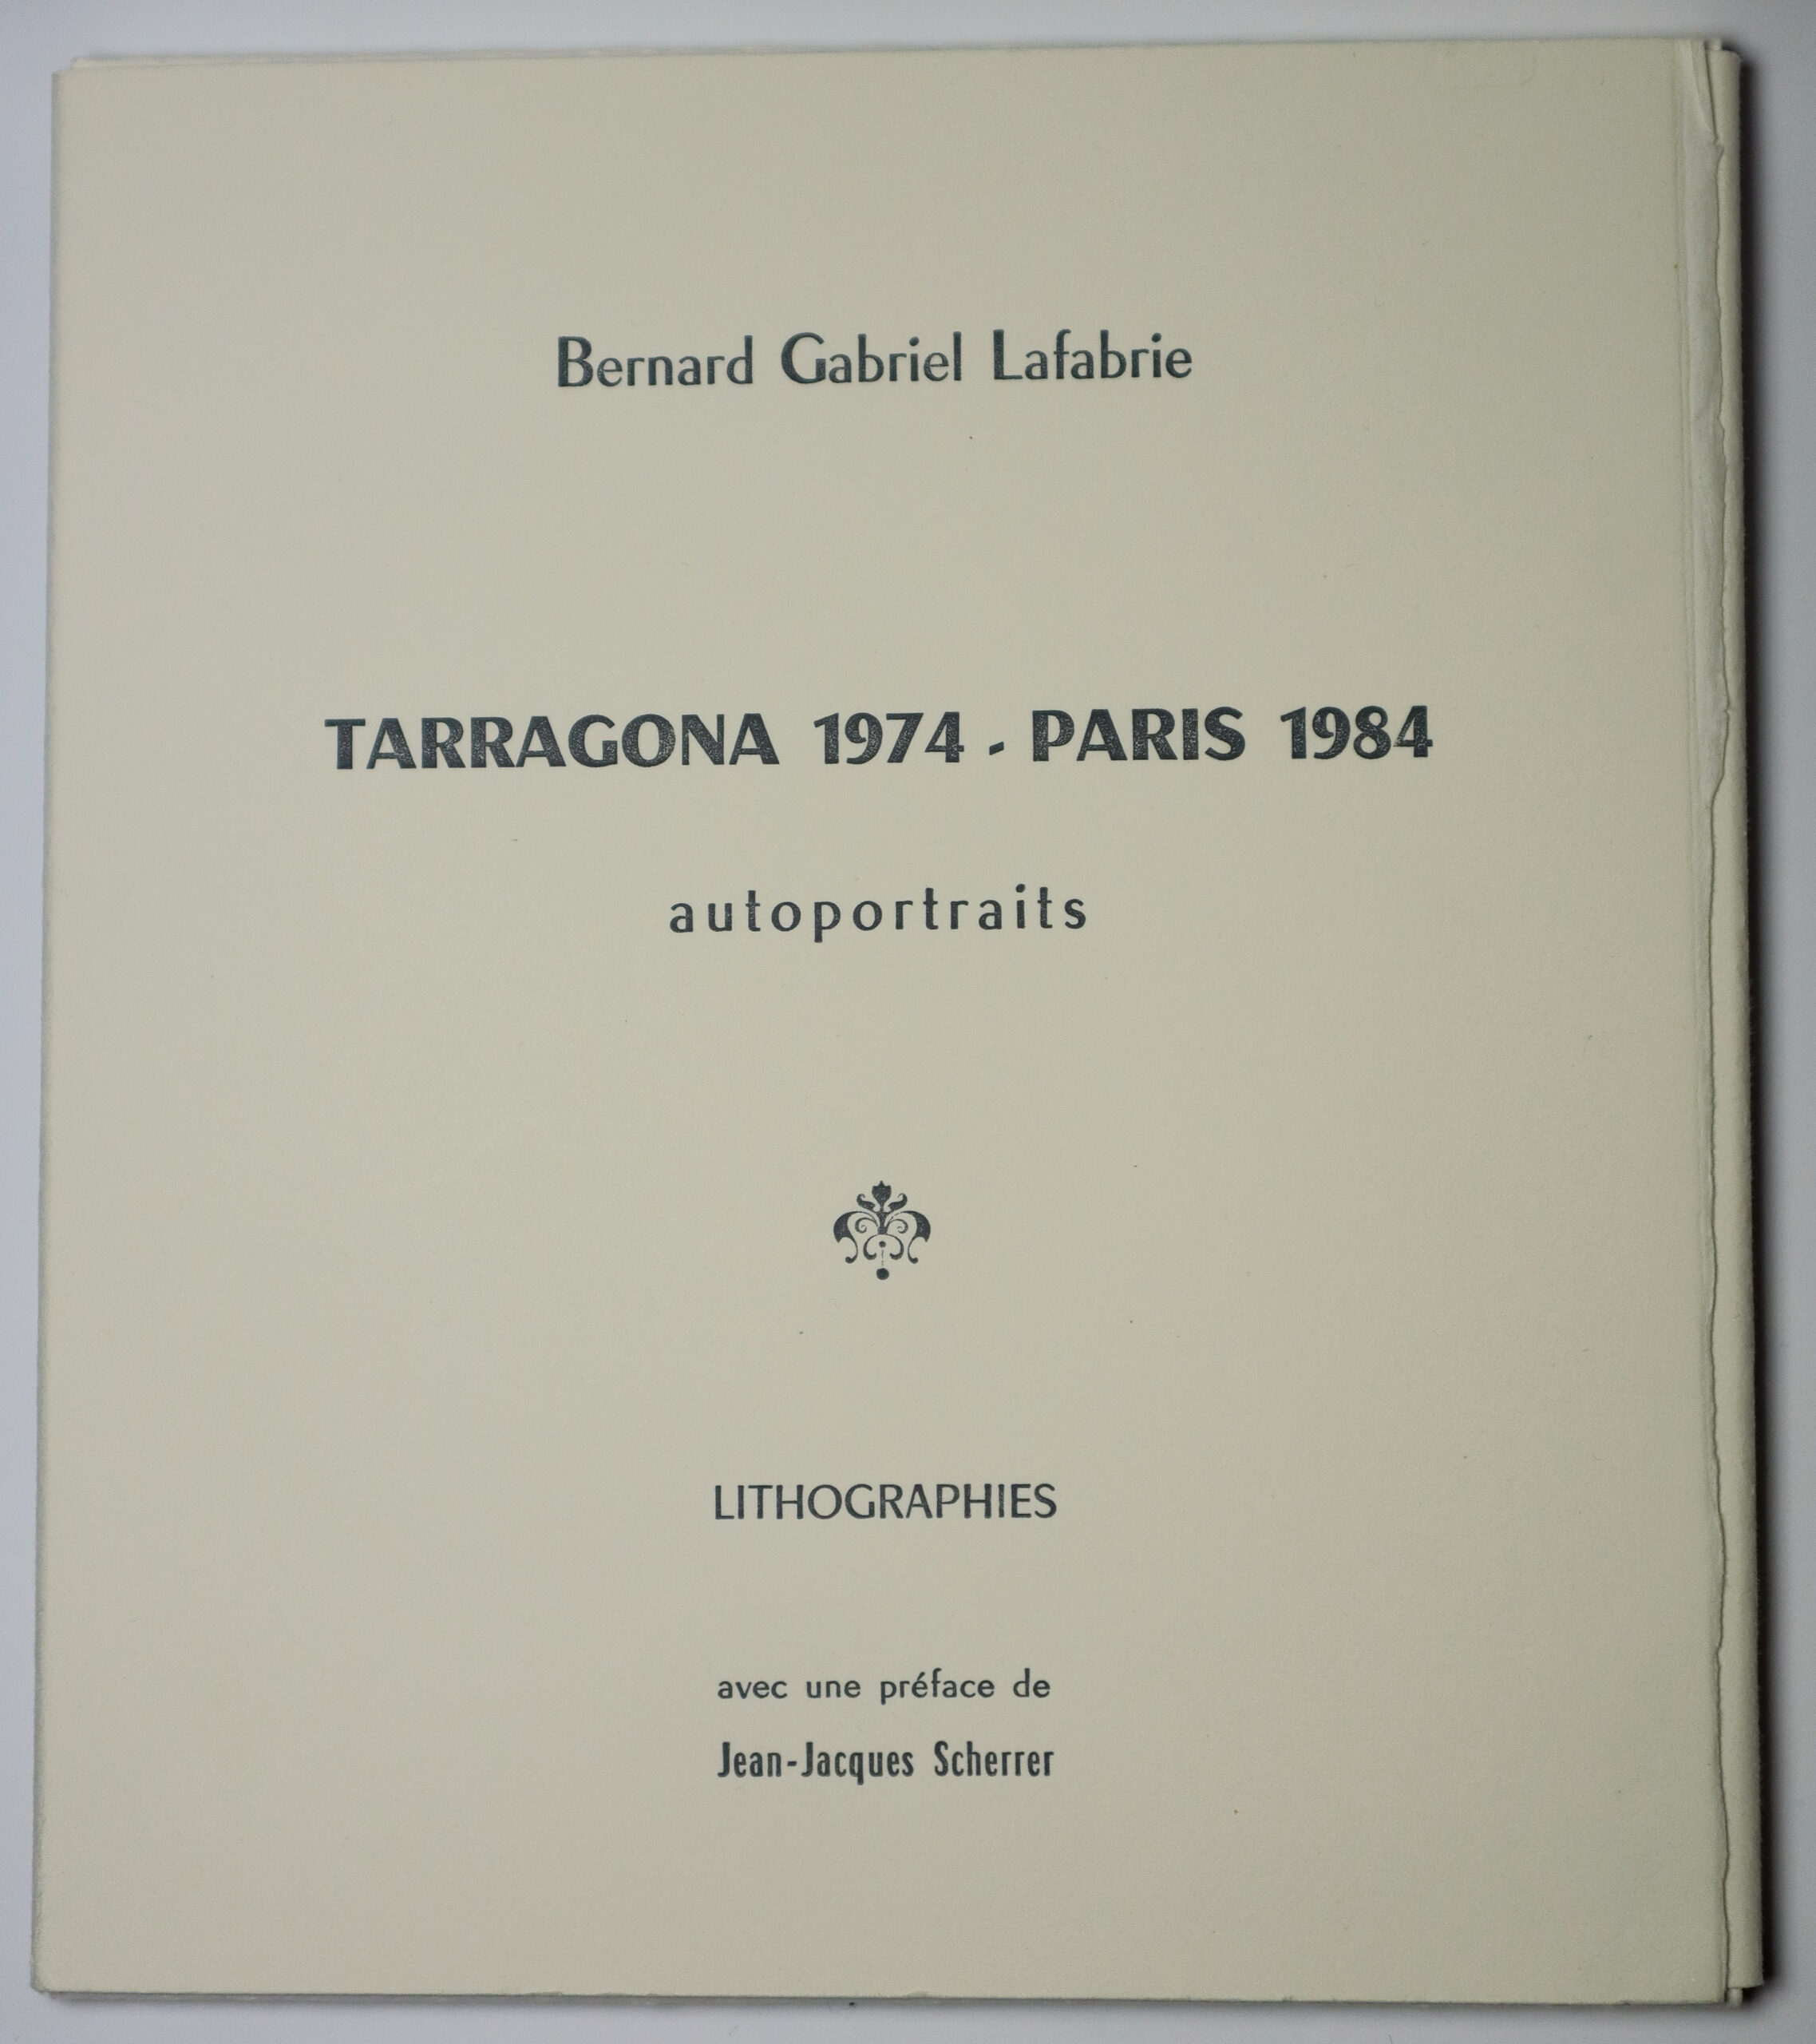 Bernard Gabriel Lafabrie
TARRAGONA 1974 - PARIS 1984
autoportraits
LITHOGRAPHIES
avec une préface de
Jean-Jacques Scherrer